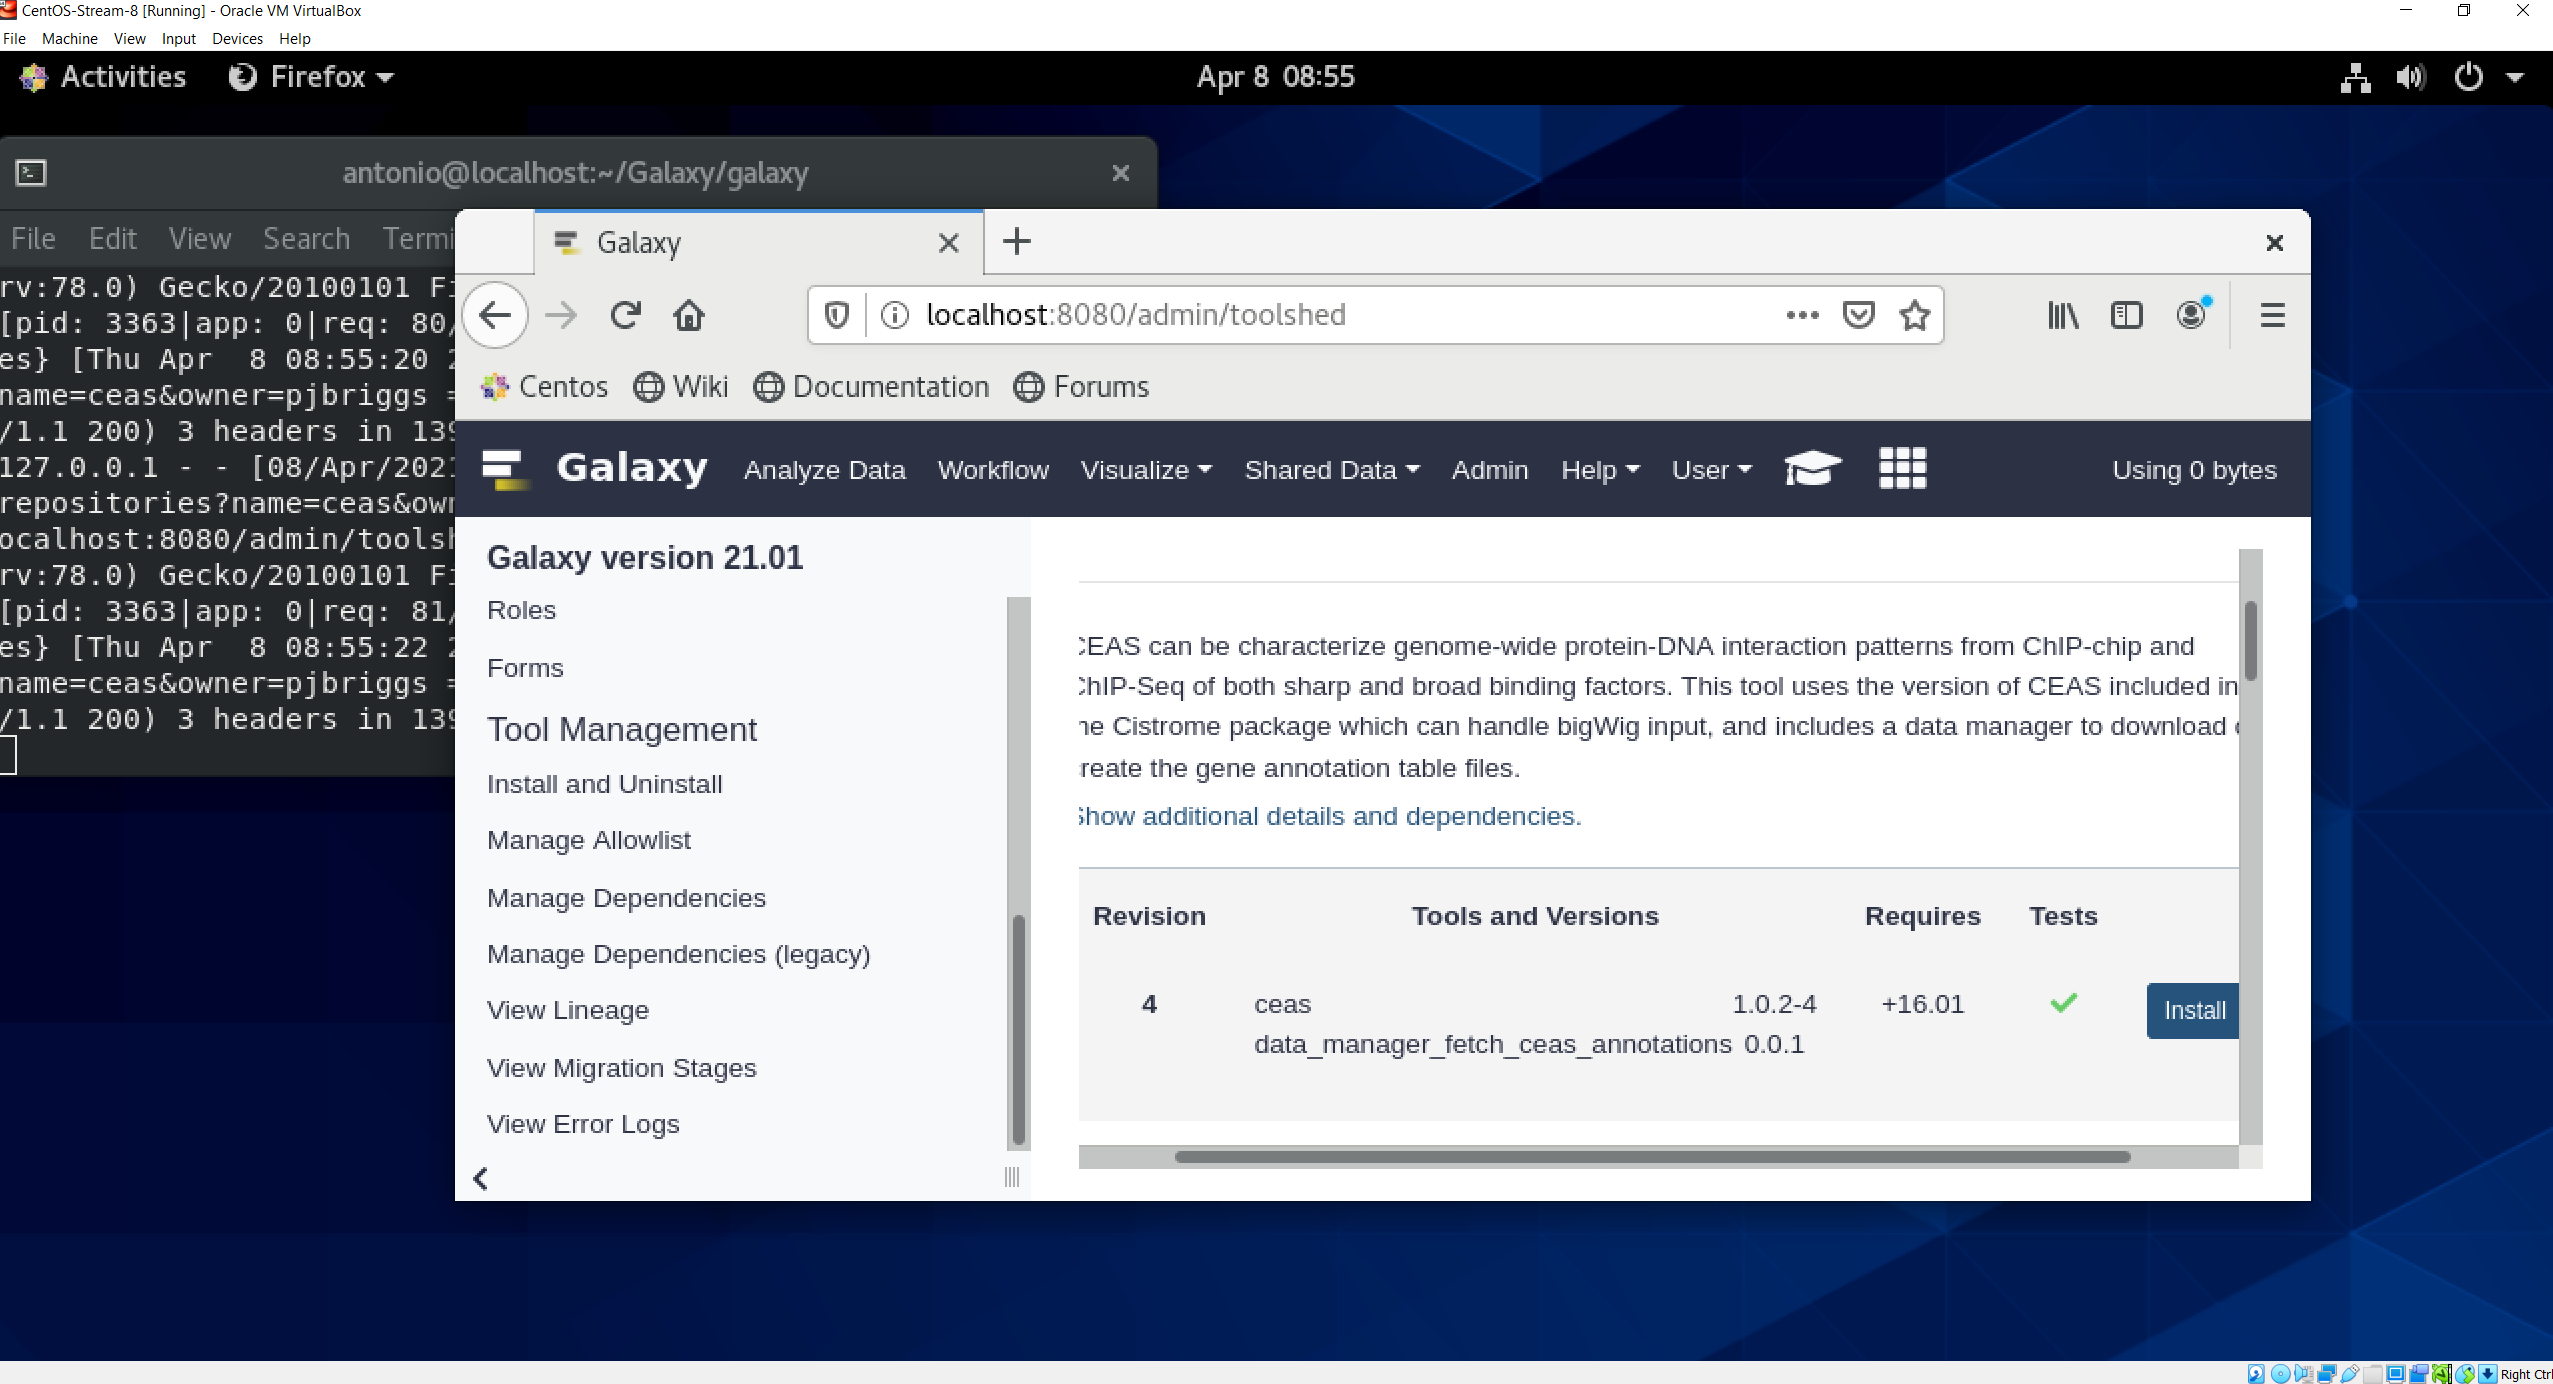 CentOS-Stream-8 [Running] - Oracle VM VirtualBox
File Machine View Input Devices Help
Activities Firefox Apr 8 08:55
antonio@localhost:~/Galaxy/galaxy
File Edit View Search Termi
rv:78.0) Gecko/20100101 Fi
[pid: 3363|app: 0|req: 80/
es} [Thu Apr  8 08:55:20 2
name=ceas&owner=pjbriggs =
/1.1 200) 3 headers in 139
127.0.0.1 - - [08/Apr/2021
repositories?name=ceas&own
ocalhost:8080/admin/toolsh
rv:78.0) Gecko/20100101 Fi
[pid: 3363|app: 0|req: 81/
es} [Thu Apr  8 08:55:22 2
name=ceas&owner=pjbriggs =
/1.1 200) 3 headers in 139
Galaxy
localhost:8080/admin/toolshed
Centos Wiki Documentation Forums
Galaxy Analyze Data Workflow Visualize Shared Data Admin Help User Using 0 bytes
Galaxy version 21.01
Roles
Forms
Tool Management
Install and Uninstall
Manage Allowlist
Manage Dependencies
Manage Dependencies (legacy)
View Lineage
View Migration Stages
View Error Logs
CEAS can be characterize genome-wide protein-DNA interaction patterns from ChIP-chip and
ChIP-Seq of both sharp and broad binding factors. This tool uses the version of CEAS included in
he Cistrome package which can handle bigWig input, and includes a data manager to download
reate the gene annotation table files.
Show additional details and dependencies.
Revision Tools and Versions Requires Tests
4 ceas 1.0.2-4 +16.01 Install
data_manager_fetch_ceas_annotations 0.0.1
Right Ctrl